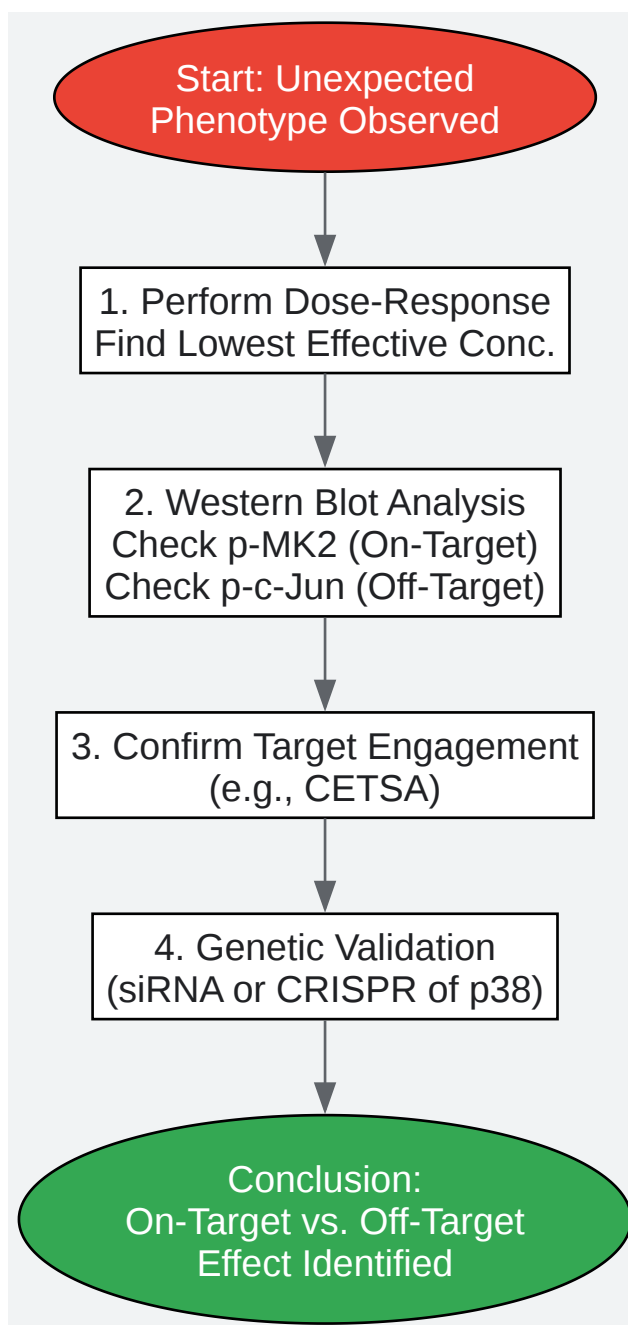 Start: Unexpected
Phenotype Observed
1. Perform Dose-Response
Find Lowest Effective Conc.
2. Western Blot Analysis
Check p-MK2 (On-Target)
Check p-c-Jun (Off-Target)
3. Confirm Target Engagement
(e.g., CETSA)
4. Genetic Validation
(siRNA or CRISPR of p38)
Conclusion:
On-Target vs. Off-Target
Effect Identified